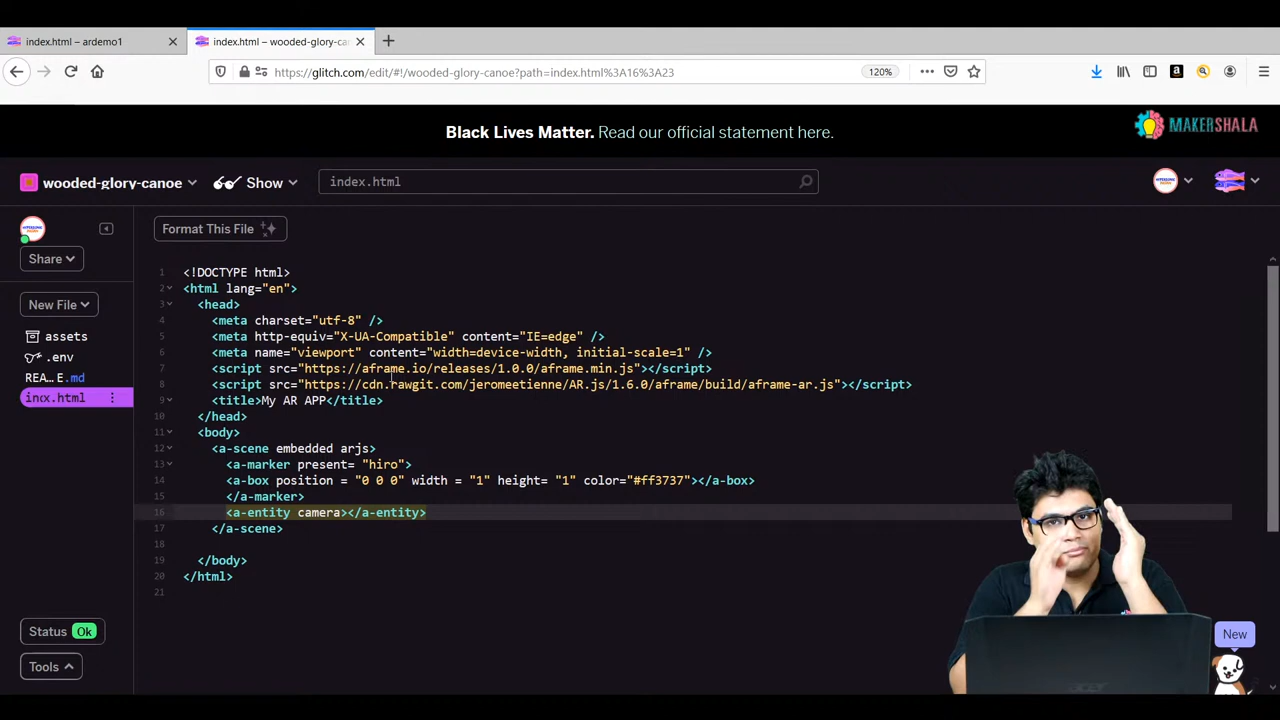 index.html – ardemo1
index.html – wooded-glory-ca
https://glitch.com/edit/#!/wooded-glory-canoe?path=index.html%3A16%3A23
120%
Black Lives Matter. Read our official statement here.
MAKERSHALA
wooded-glory-canoe
Show
index.html
Format This File
Share
New File
assets
.env
REA…E.md
index.html
1 <!DOCTYPE html>
2 <html lang="en">
3 <head>
4 <meta charset="utf-8" />
5 <meta http-equiv="X-UA-Compatible" content="IE=edge" />
6 <meta name="viewport" content="width=device-width, initial-scale=1" />
7 <script src="https://aframe.io/releases/1.0.0/aframe.min.js"></script>
8 <script src="https://cdn.rawgit.com/jeromeetienne/AR.js/1.6.0/aframe/build/aframe-ar.js"></script>
9 <title>My AR APP</title>
10 </head>
11 <body>
12 <a-scene embedded arjs>
13 <a-marker present= "hiro">
14 <a-box position = "0 0 0" width = "1" height= "1" color="#ff3737"></a-box>
15 </a-marker>
16 <a-entity camera></a-entity>
17 </a-scene>
18
19 </body>
20 </html>
21
Status Ok
Tools
New